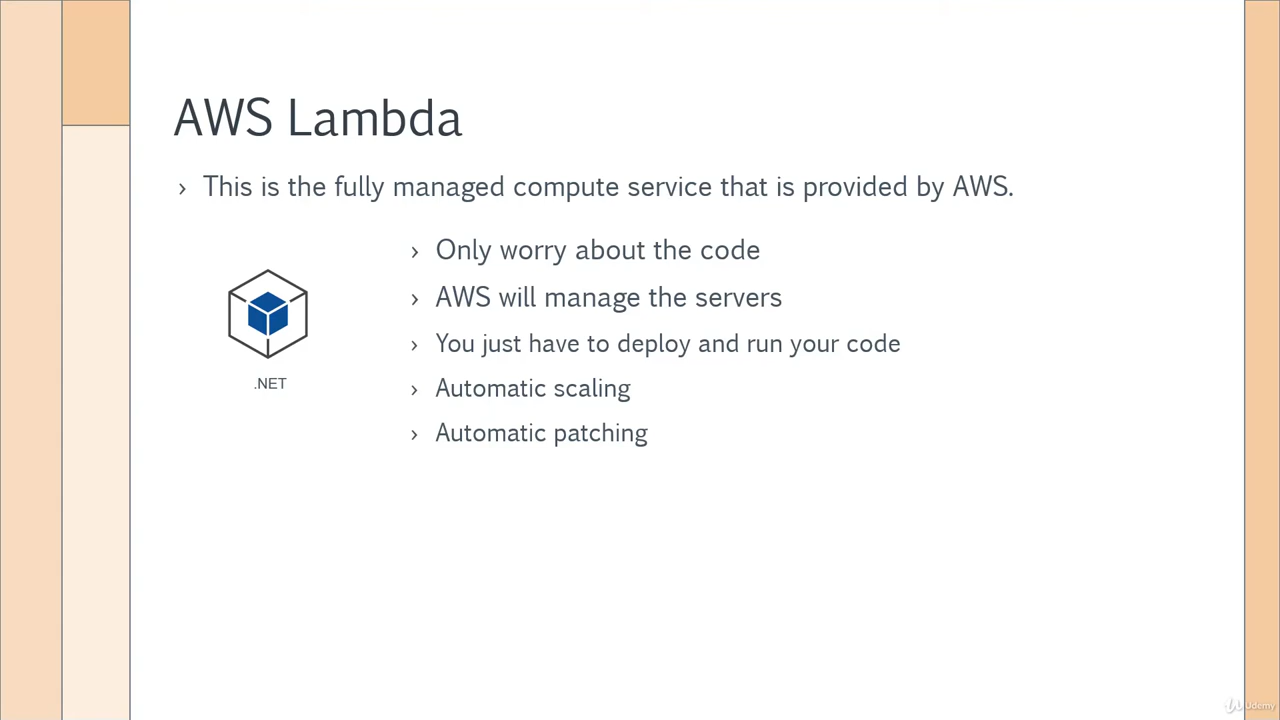 AWS Lambda
› This is the fully managed compute service that is provided by AWS.
› Only worry about the code
› AWS will manage the servers
› You just have to deploy and run your code
› Automatic scaling
› Automatic patching
.NET
Udemy